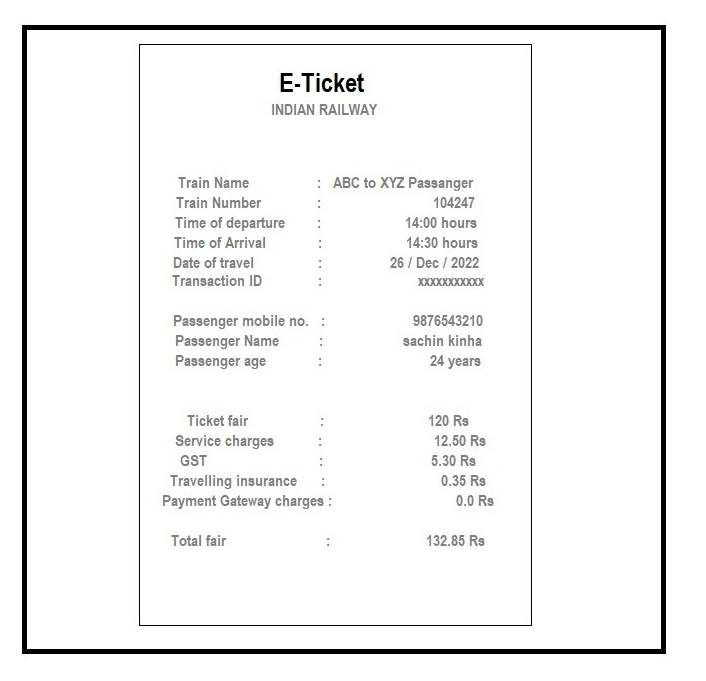 E-Ticket
INDIAN RAILWAY
Train Name : ABC to XYZ Passanger
Train Number : 104247
Time of departure : 14:00 hours
Time of Arrival : 14:30 hours
Date of travel : 26 / Dec / 2022
Transaction ID : xxxxxxxxxxx
Passenger mobile no. : 9876543210
Passenger Name : sachin kinha
Passenger age : 24 years
Ticket fair : 120 Rs
Service charges : 12.50 Rs
GST : 5.30 Rs
Travelling insurance : 0.35 Rs
Payment Gateway charges : 0.0 Rs
Total fair : 132.85 Rs